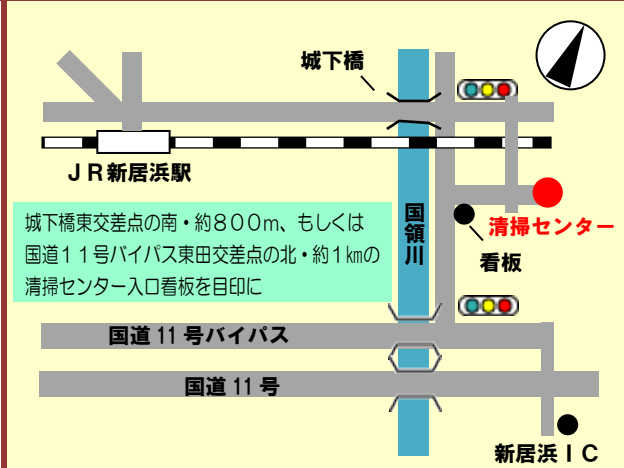 城下橋
ＪＲ新居浜駅
城下橋東交差点の南・約８００ｍ、もしくは
国道１１号バイパス東田交差点の北・約１㎞の
清掃センター入口看板を目印に
国領川
清掃センター
看板
国道 11 号バイパス
国道 11 号
新居浜ＩＣ